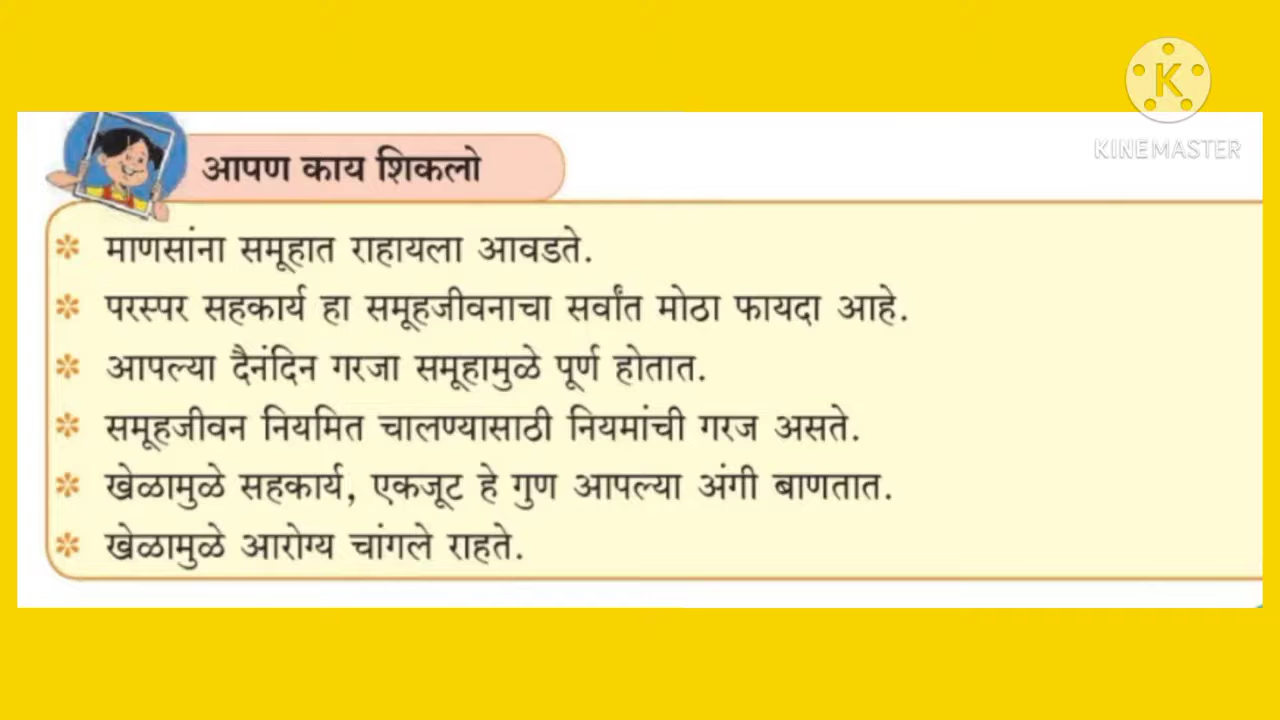 K
KINEMASTER
आपण काय शिकलो
* माणसांना समूहात राहायला आवडते.
* परस्पर सहकार्य हा समूहजीवनाचा सर्वांत मोठा फायदा आहे.
* आपल्या दैनंदिन गरजा समूहामुळे पूर्ण होतात.
* समूहजीवन नियमित चालण्यासाठी नियमांची गरज असते.
* खेळामुळे सहकार्य, एकजूट हे गुण आपल्या अंगी बाणतात.
* खेळामुळे आरोग्य चांगले राहते.